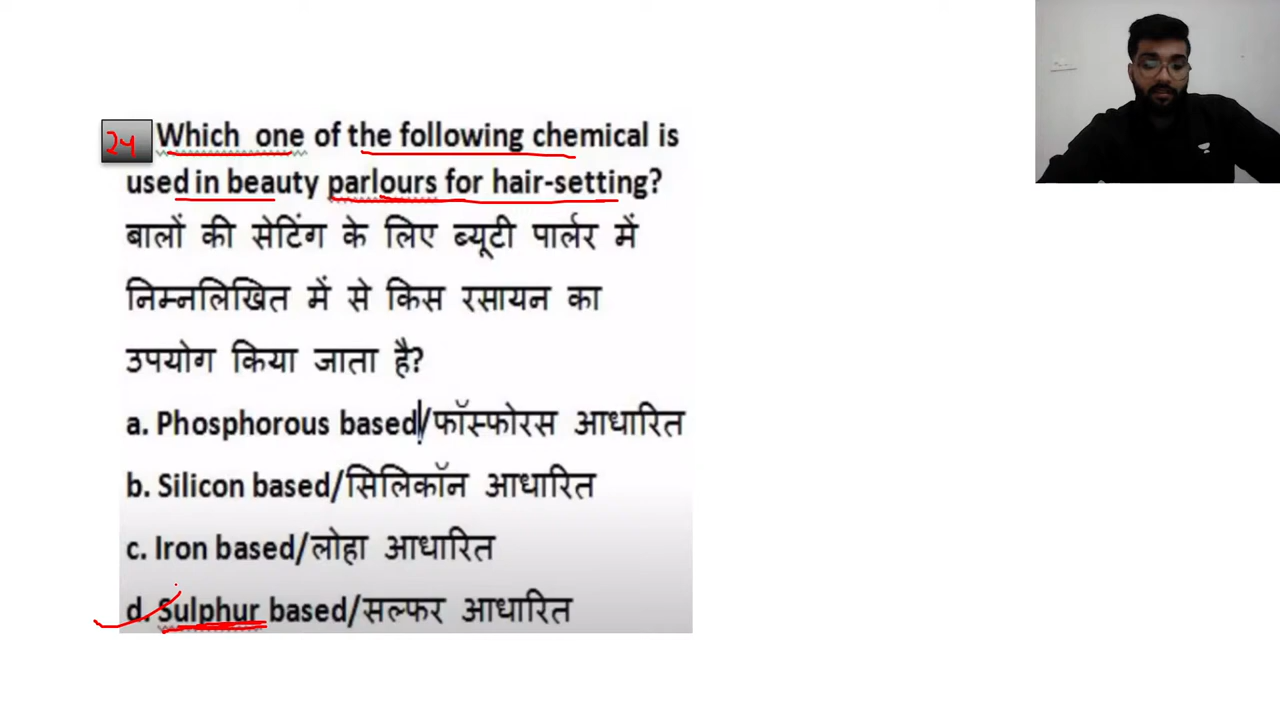 24 Which one of the following chemical is
used in beauty parlours for hair-setting?
बालों की सेटिंग के लिए ब्यूटी पार्लर में
निम्नलिखित में से किस रसायन का
उपयोग किया जाता है?
a. Phosphorous based/फॉस्फोरस आधारित
b. Silicon based/सिलिकॉन आधारित
c. Iron based/लोहा आधारित
d. Sulphur based/सल्फर आधारित